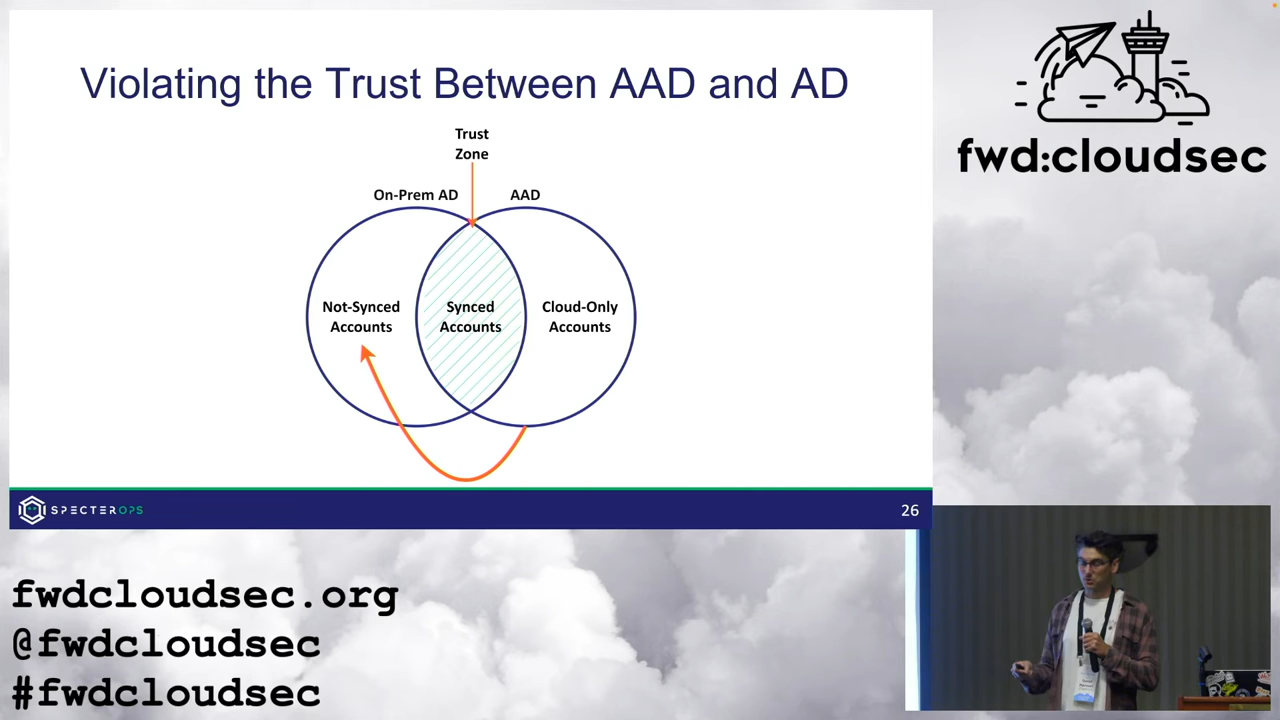 Violating the Trust Between AAD and AD
Trust
Zone
On-Prem AD
AAD
Not-Synced
Accounts
Synced
Accounts
Cloud-Only
Accounts
SPECTEROPS
26
fwd:cloudsec
fwdcloudsec.org
@fwdcloudsec
#fwdcloudsec